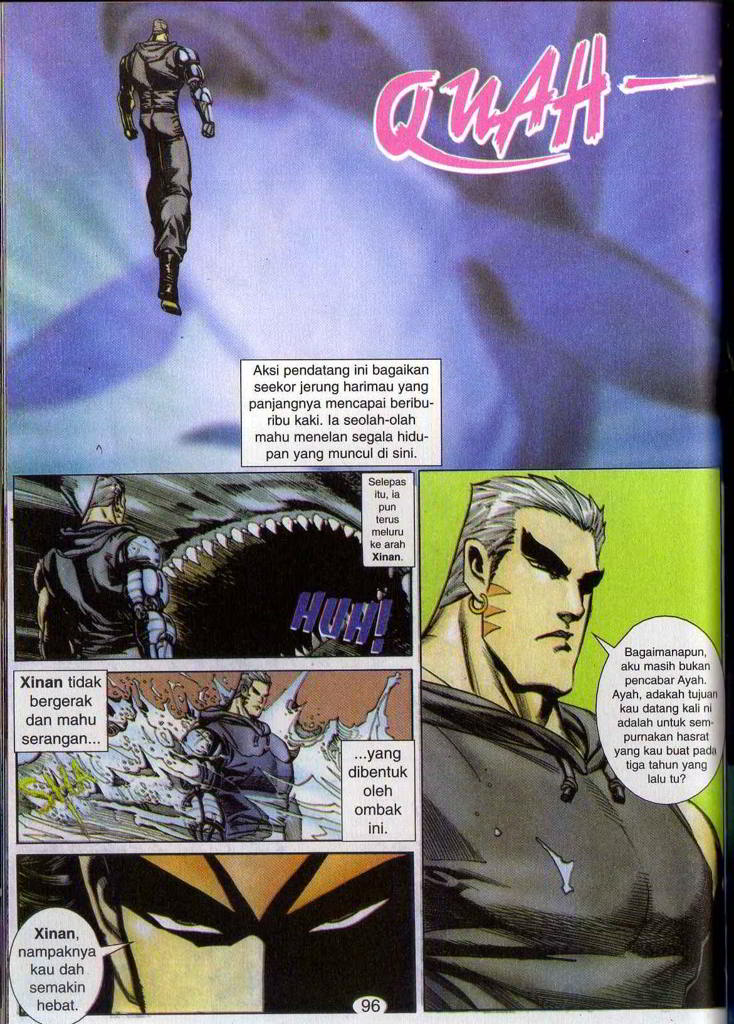 QUAH
Aksi pendatang ini bagaikan
seekor jerung harimau yang
panjangnya mencapai beribu-
ribu kaki. Ia seolah-olah
mahu menelan segala hidu-
pan yang muncul di sini.
Selepas
itu, ia
pun
terus
meluru
ke arah
Xinan.
HUH!
Xinan tidak
bergerak
dan mahu
serangan...
...yang
dibentuk
oleh
ombak
ini.
Xinan,
nampaknya
kau dah
semakin
hebat.
Bagaimanapun,
aku masih bukan
pencabar Ayah.
Ayah, adakah tujuan
kau datang kali ni
adalah untuk sem-
purnakan hasrat
yang kau buat pada
tiga tahun yang
lalu tu?
96